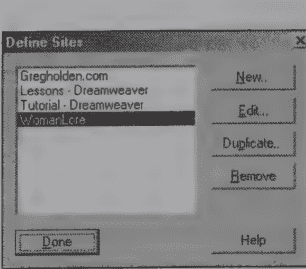 Define Sites
Gregholden.com
Lessons - Dreamweaver
Tutorial - Dreamweaver
WomanLore
New..
Edit...
Duplicate..
Remove
Done
Help